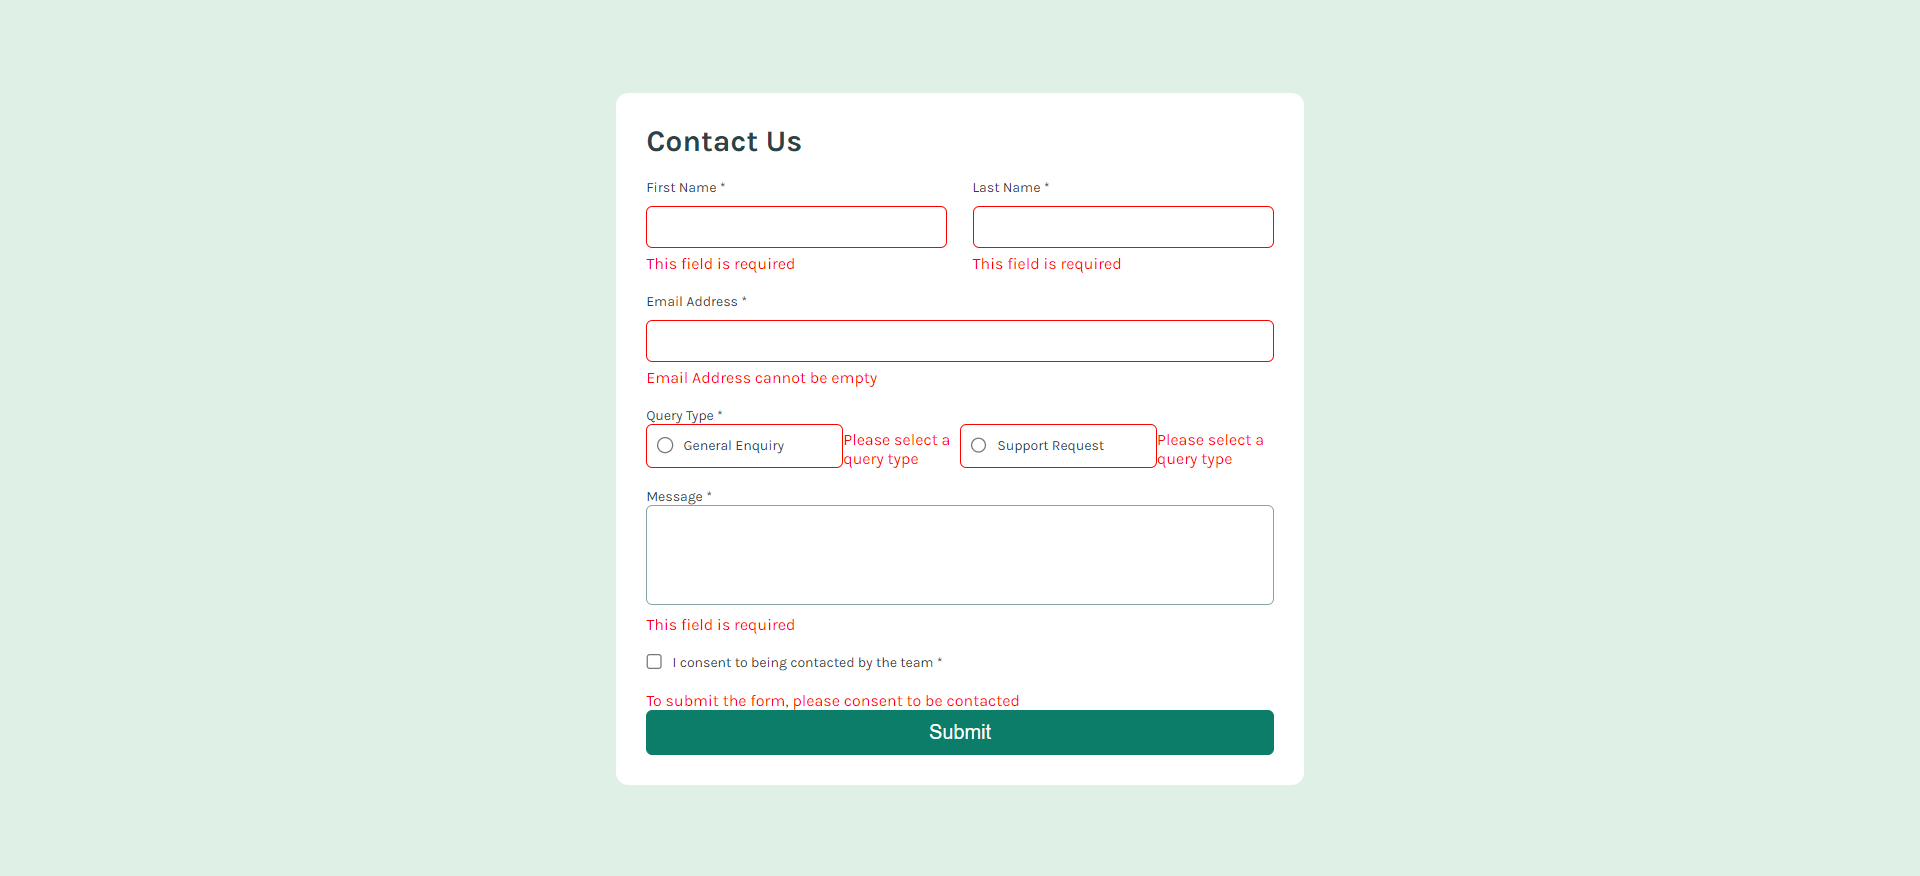 Contact Us
First Name *
Last Name *
This field is required
This field is required
Email Address *
Email Address cannot be empty
Query Type *
General Enquiry
Please select a
query type
Support Request
Please select a
query type
Message *
This field is required
I consent to being contacted by the team *
To submit the form, please consent to be contacted
Submit